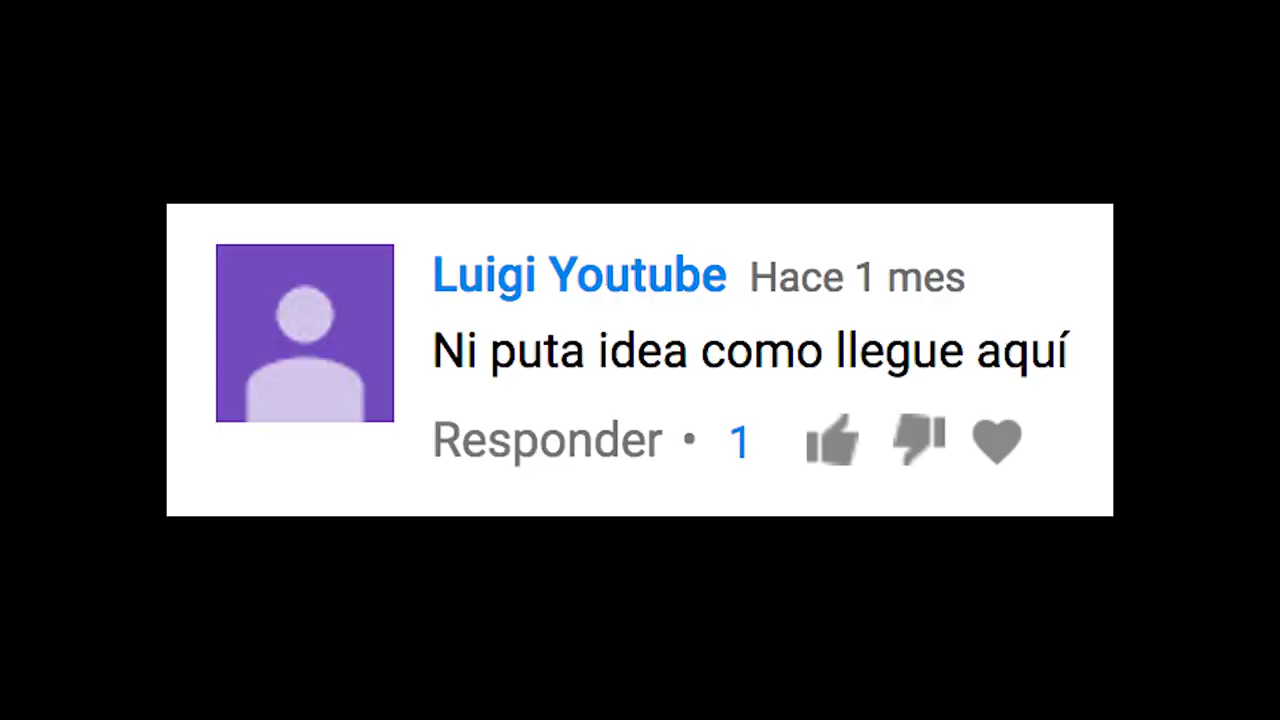 Luigi Youtube Hace 1 mes
Ni puta idea como llegue aquí
Responder • 1